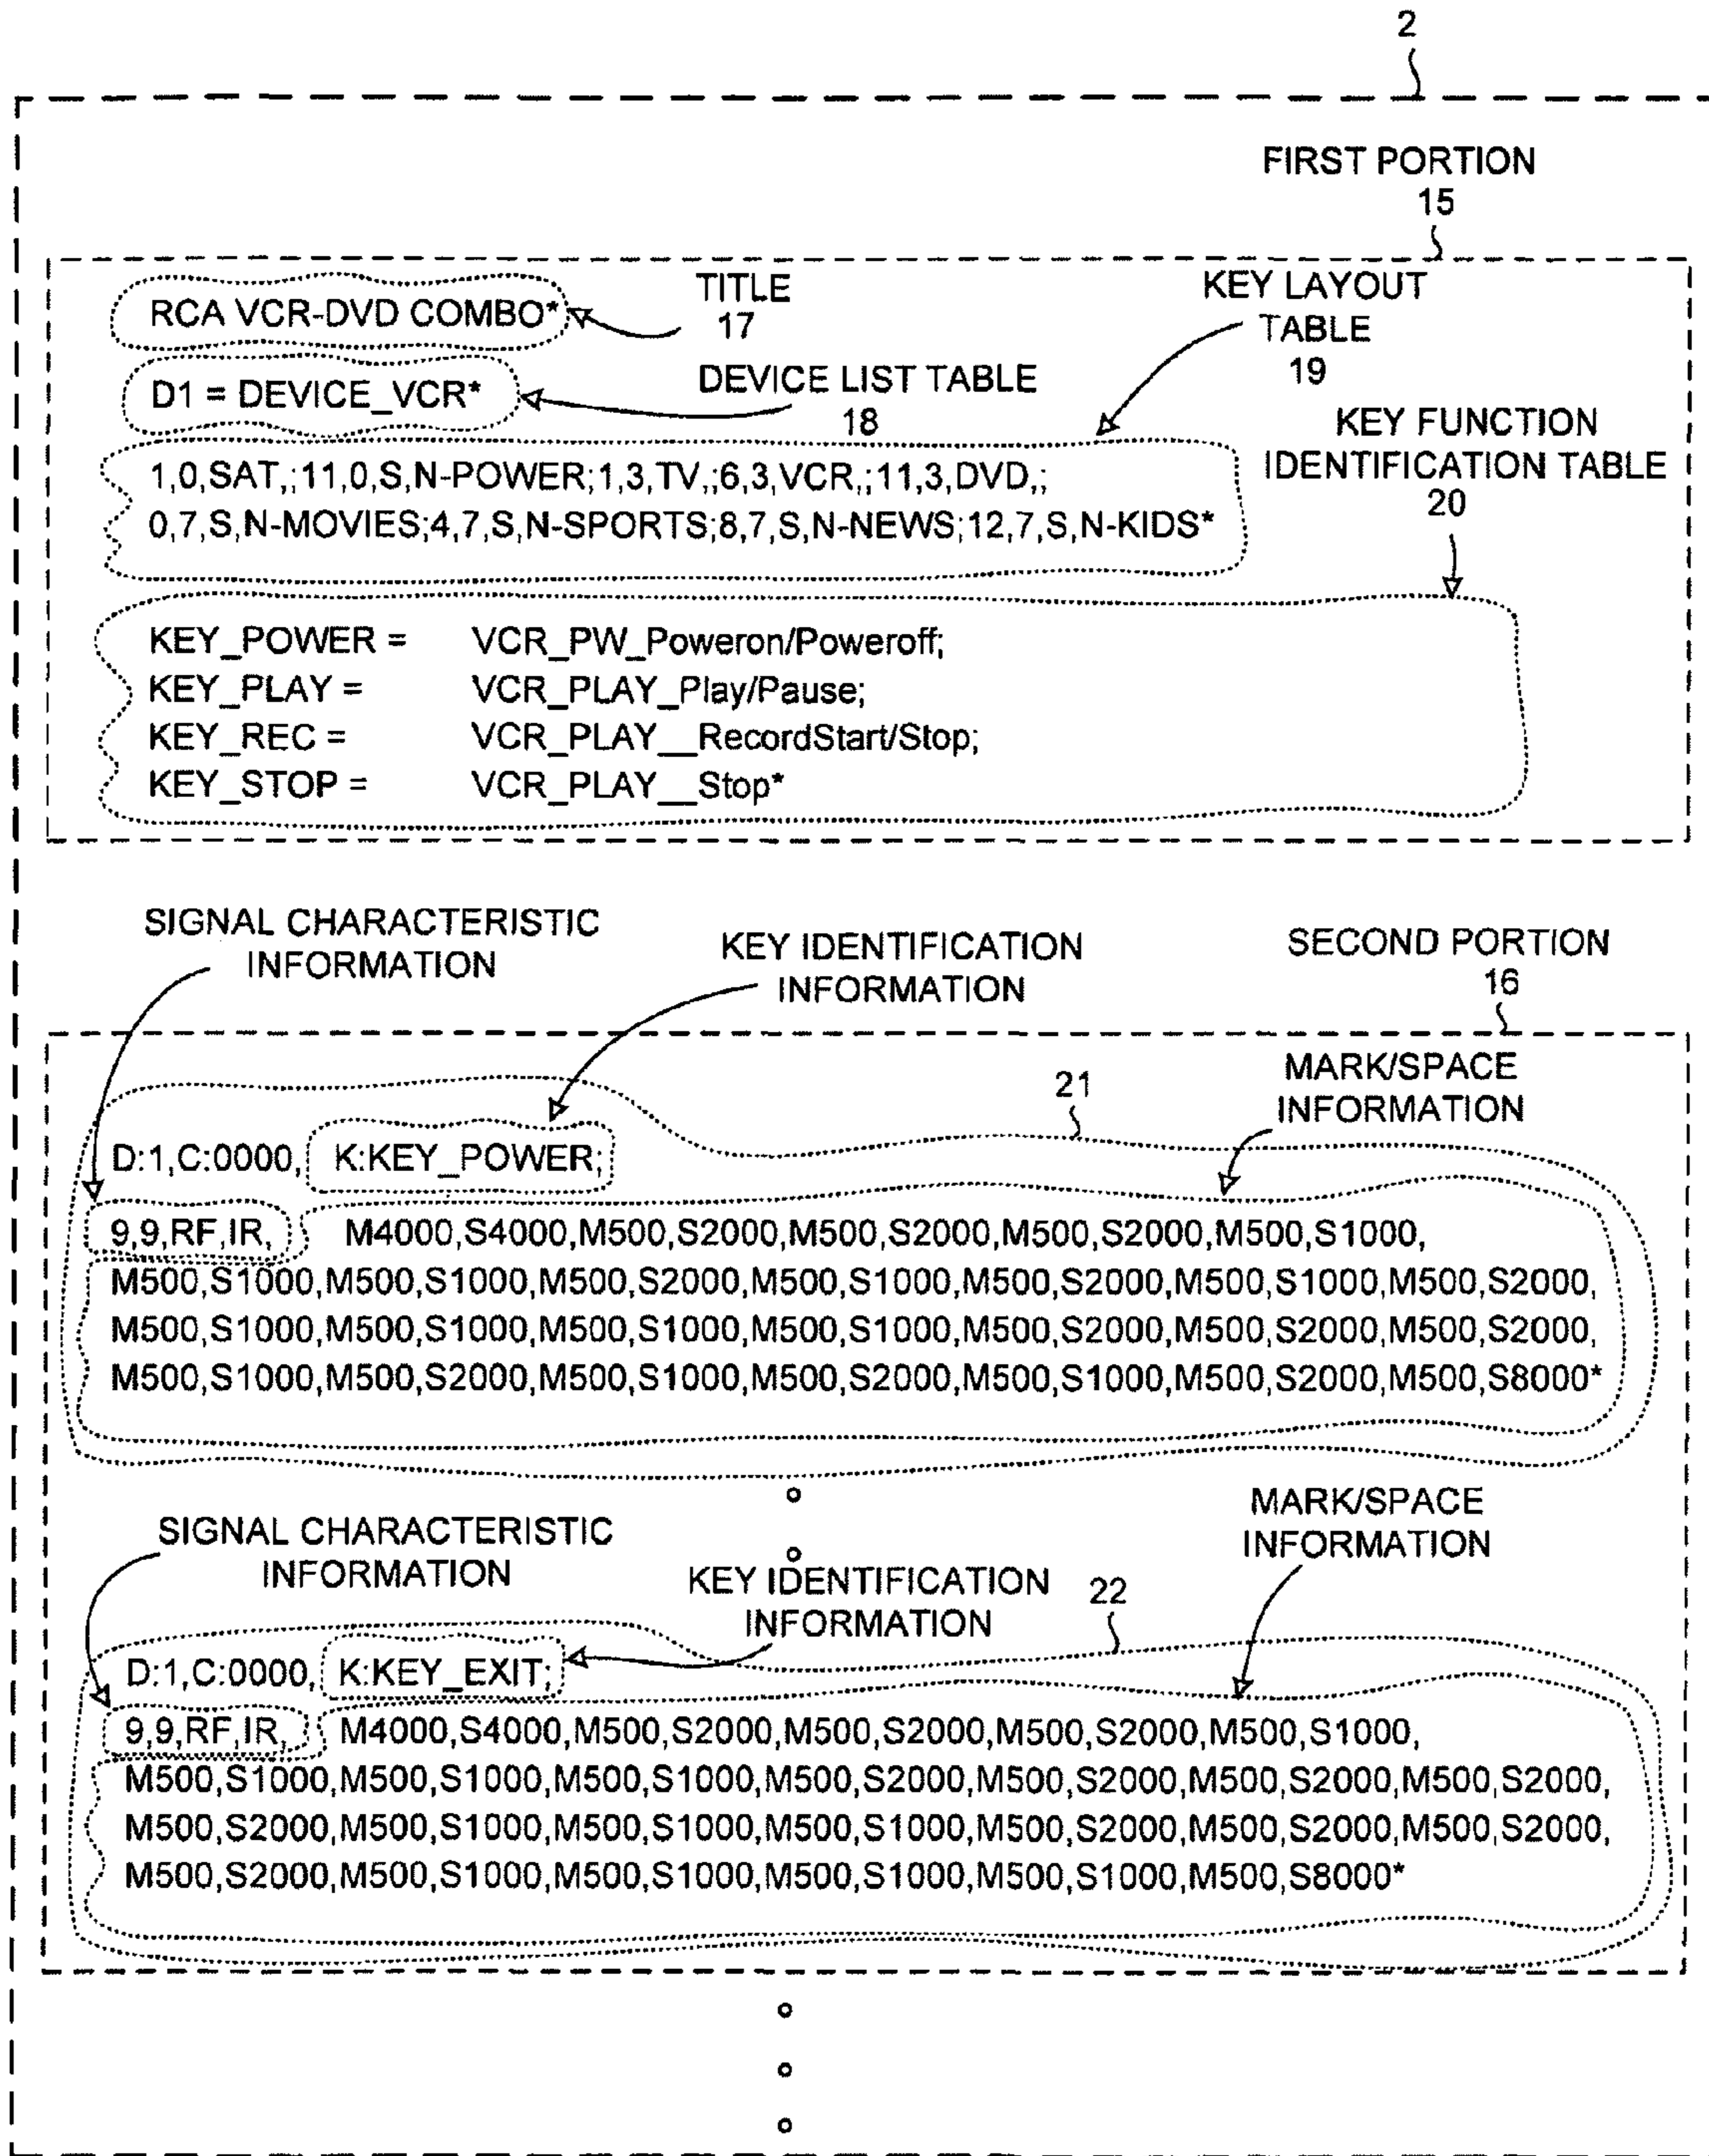 2
FIRST PORTION
15
RCA VCR-DVD COMBO*
TITLE
17
KEY LAYOUT
TABLE
19
D1 = DEVICE_VCR*
DEVICE LIST TABLE
18
KEY FUNCTION
IDENTIFICATION TABLE
20
1,0,SAT,;11,0,S,N-POWER;1,3,TV,;6,3,VCR,;11,3,DVD,;
0,7,S,N-MOVIES;4,7,S,N-SPORTS;8,7,S,N-NEWS;12,7,S,N-KIDS*
KEY_POWER = VCR_PW_Poweron/Poweroff;
KEY_PLAY = VCR_PLAY_Play/Pause;
KEY_REC = VCR_PLAY__RecordStart/Stop;
KEY_STOP = VCR_PLAY__Stop*
SIGNAL CHARACTERISTIC
INFORMATION
KEY IDENTIFICATION
INFORMATION
SECOND PORTION
16
MARK/SPACE
INFORMATION
21
D:1,C:0000, K:KEY_POWER;
9,9,RF,IR, M4000,S4000,M500,S2000,M500,S2000,M500,S2000,M500,S1000,
M500,S1000,M500,S1000,M500,S2000,M500,S1000,M500,S2000,M500,S1000,M500,S2000,
M500,S1000,M500,S1000,M500,S1000,M500,S1000,M500,S2000,M500,S2000,M500,S2000,
M500,S1000,M500,S2000,M500,S1000,M500,S2000,M500,S1000,M500,S2000,M500,S8000*
SIGNAL CHARACTERISTIC
INFORMATION
KEY IDENTIFICATION
INFORMATION
22
MARK/SPACE
INFORMATION
D:1,C:0000, K:KEY_EXIT;
9,9,RF,IR, M4000,S4000,M500,S2000,M500,S2000,M500,S2000,M500,S1000,
M500,S1000,M500,S1000,M500,S1000,M500,S2000,M500,S2000,M500,S2000,M500,S2000,
M500,S2000,M500,S1000,M500,S1000,M500,S1000,M500,S2000,M500,S2000,M500,S2000,
M500,S2000,M500,S1000,M500,S1000,M500,S1000,M500,S1000,M500,S8000*